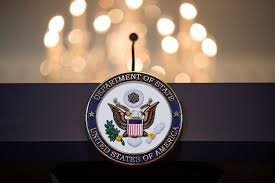 DEPARTMENT OF STATE
UNITED STATES OF AMERICA